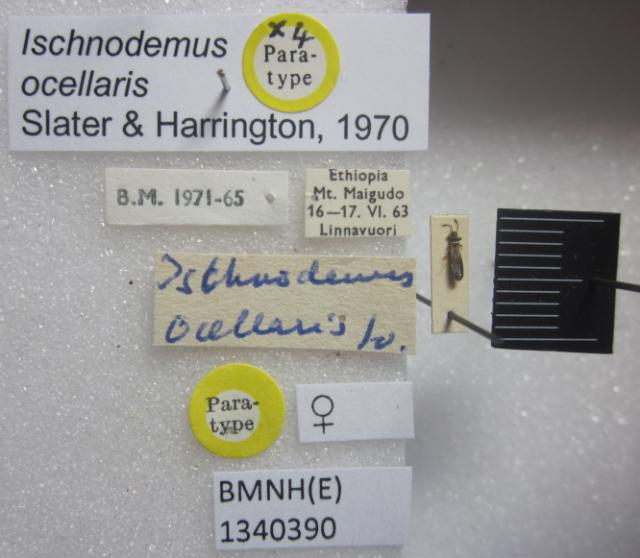 Ischnodemus
ocellaris
Slater & Harrington, 1970
x4
Para-
type
B.M. 1971-65
Ethiopia
Mt. Maigudo
16—17. VI. 63
Linnavuori
Ischnodemus
ocellaris
Para-
type
♀
BMNH(E)
1340390